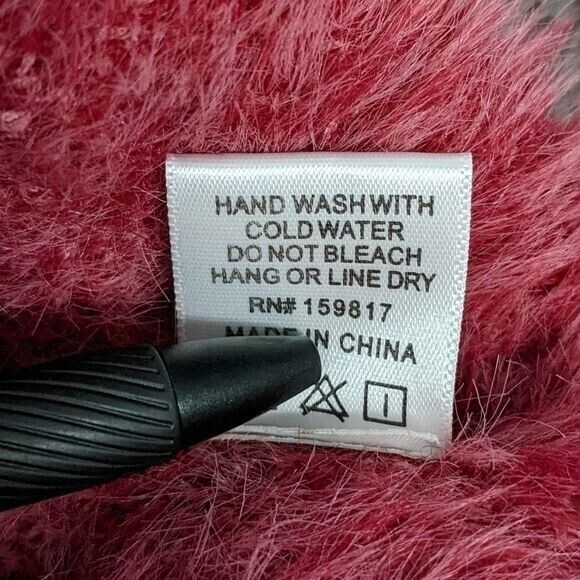 HAND WASH WITH
COLD WATER
DO NOT BLEACH
HANG OR LINE DRY
RN# 159817
MADE IN CHINA